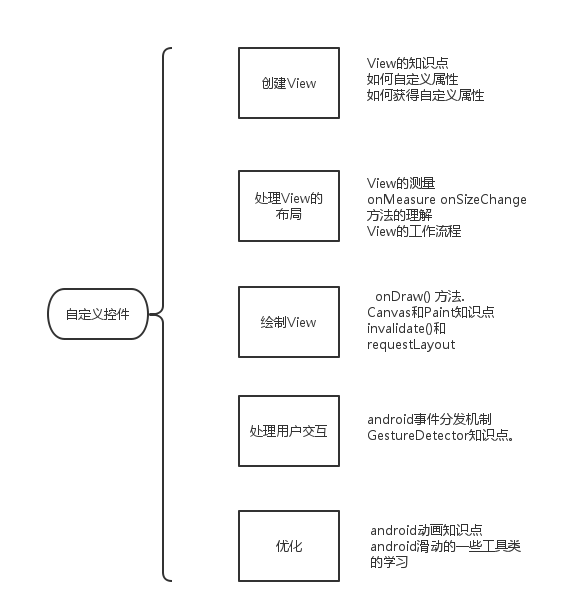 创建View
View的知识点
如何自定义属性
如何获得自定义属性
处理View的
布局
View的测量
onMeasure onSizeChange
方法的理解
View的工作流程
自定义控件
绘制View
onDraw() 方法.
Canvas和Paint知识点
invalidate()和
requestLayout
处理用户交互
android事件分发机制
GestureDetector知识点。
优化
android动画知识点
android滑动的一些工具类
的学习